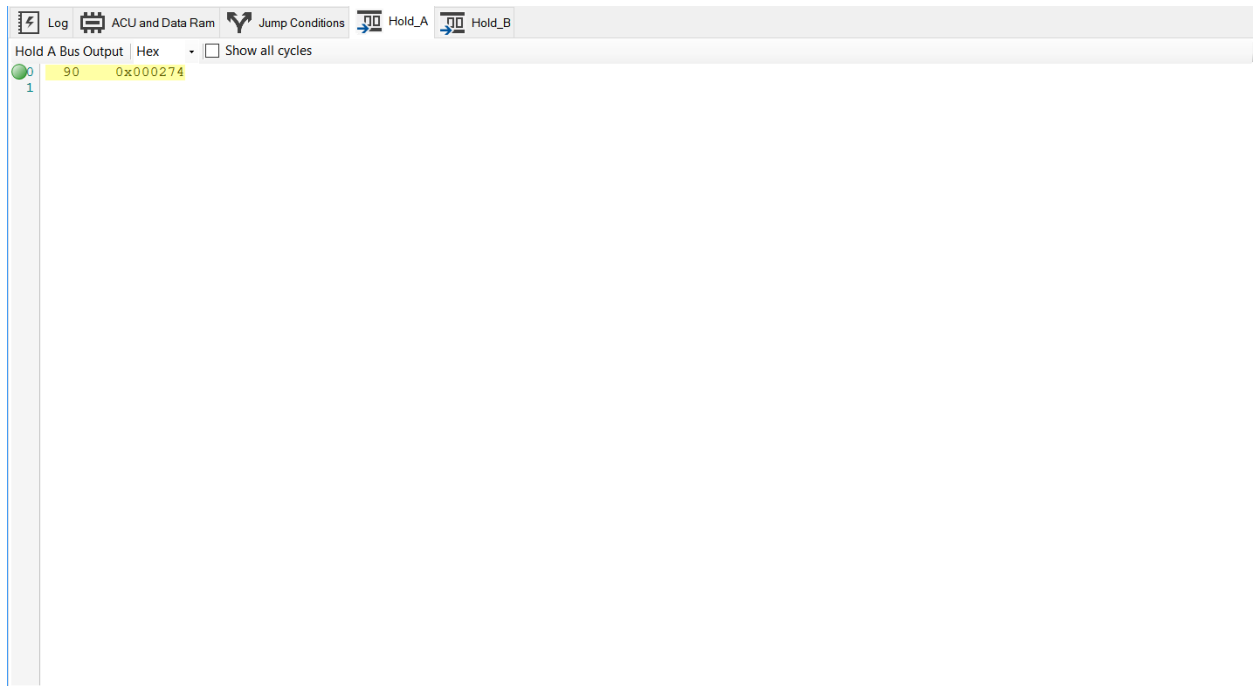 Log ACU and Data Ram Jump Conditions Hold_A Hold_B
Hold A Bus Output Hex Show all cycles
0 90 0x000274
1